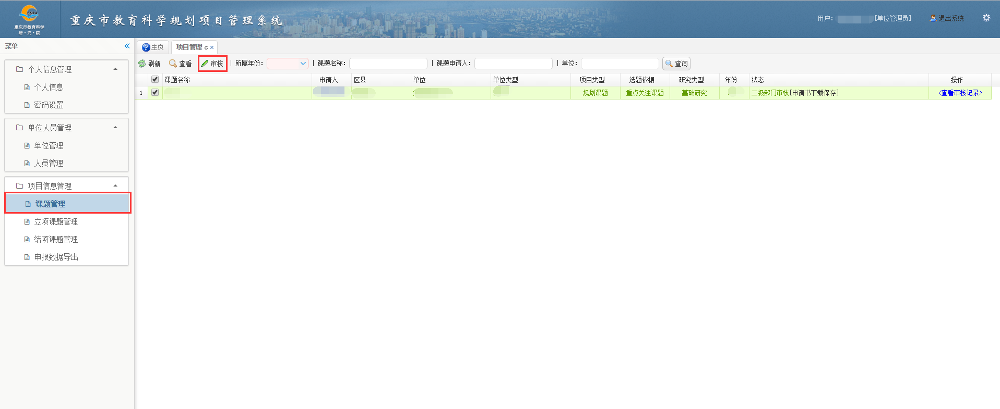 ESRA
重庆市教育科学
研·究·院
重庆市教育科学规划项目管理系统
用户： [单位管理员] 退出系统
菜单
主页 项目管理
个人信息管理
个人信息
密码设置
单位人员管理
单位管理
人员管理
项目信息管理
课题管理
立项课题管理
结项课题管理
申报数据导出
刷新 查看 审核 | 所属年份： | 课题名称： | 课题申请人： | 单位： 查询
课题名称 申请人 区县 单位 单位类型 项目类型 选题依据 研究类型 年份 状态 操作
1 规划课题 重点关注课题 基础研究 二级部门审核[申请书下载保存] <查看审核记录>